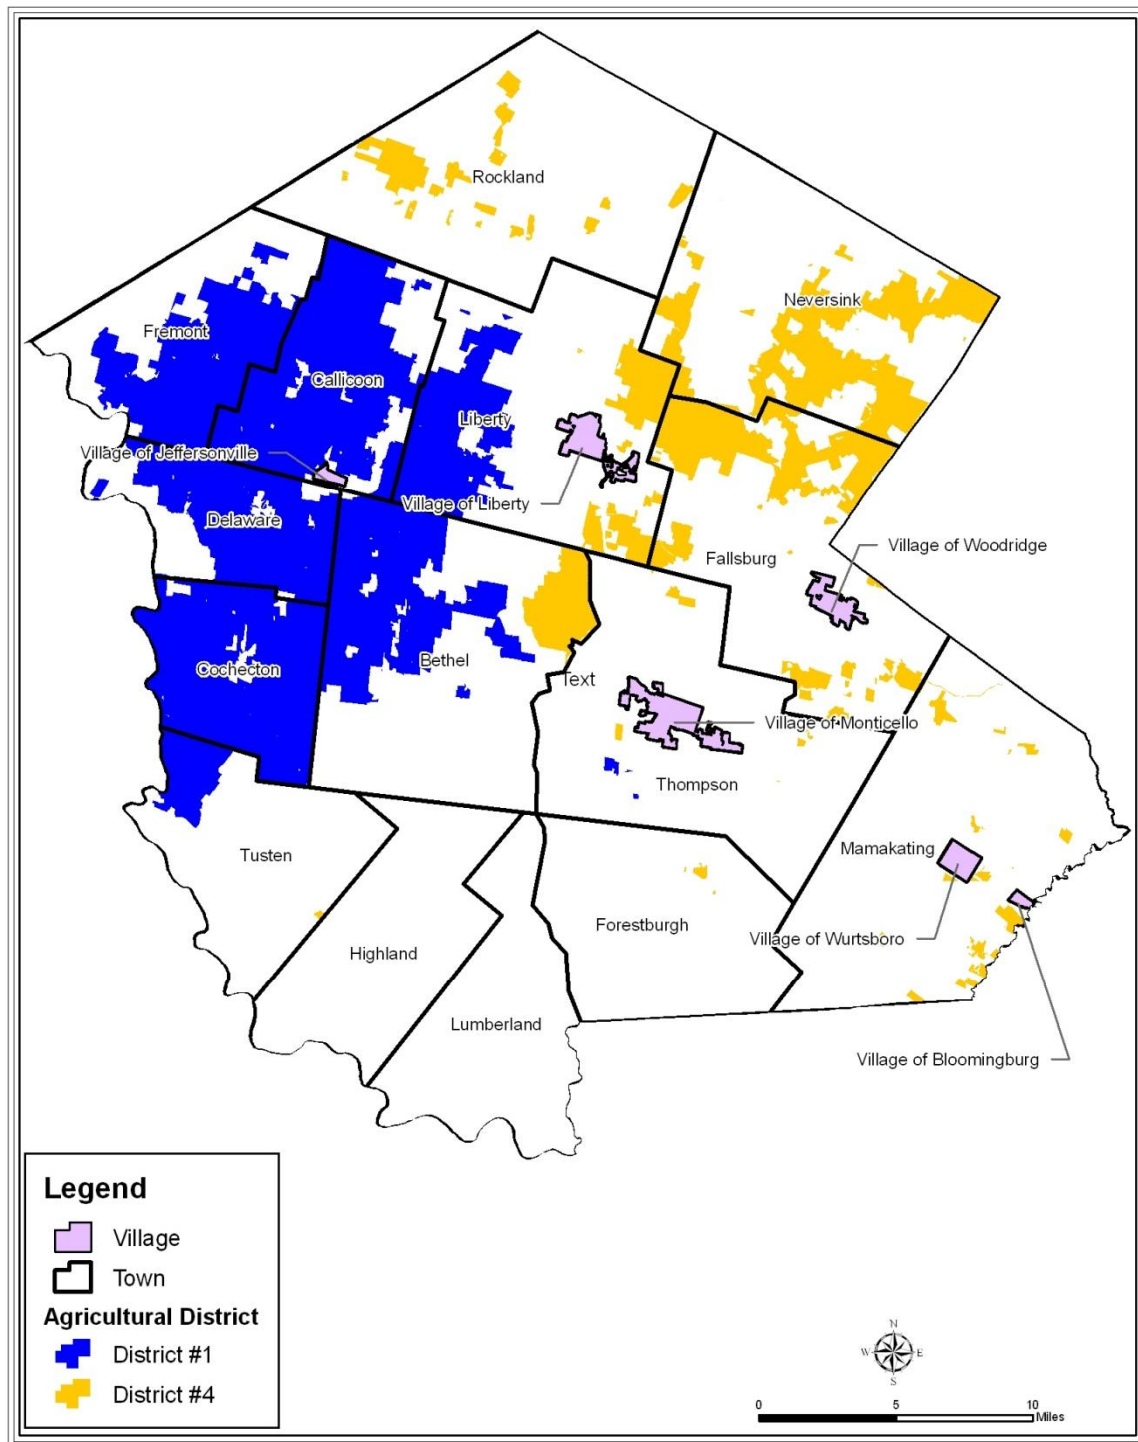 Rockland
Neversink
Fremont
Callicoon
Liberty
Village of Jeffersonville
Village of Liberty
Delaware
Fallsburg
Village of Woodridge
Bethel
Cochecton
Text
Village of Monticello
Thompson
Tusten
Mamakating
Forestburgh
Village of Wurtsboro
Highland
Lumberland
Village of Bloomingburg
Legend
Village
Town
Agricultural District
District #1
District #4
N
W E
S
0 5 10
Miles